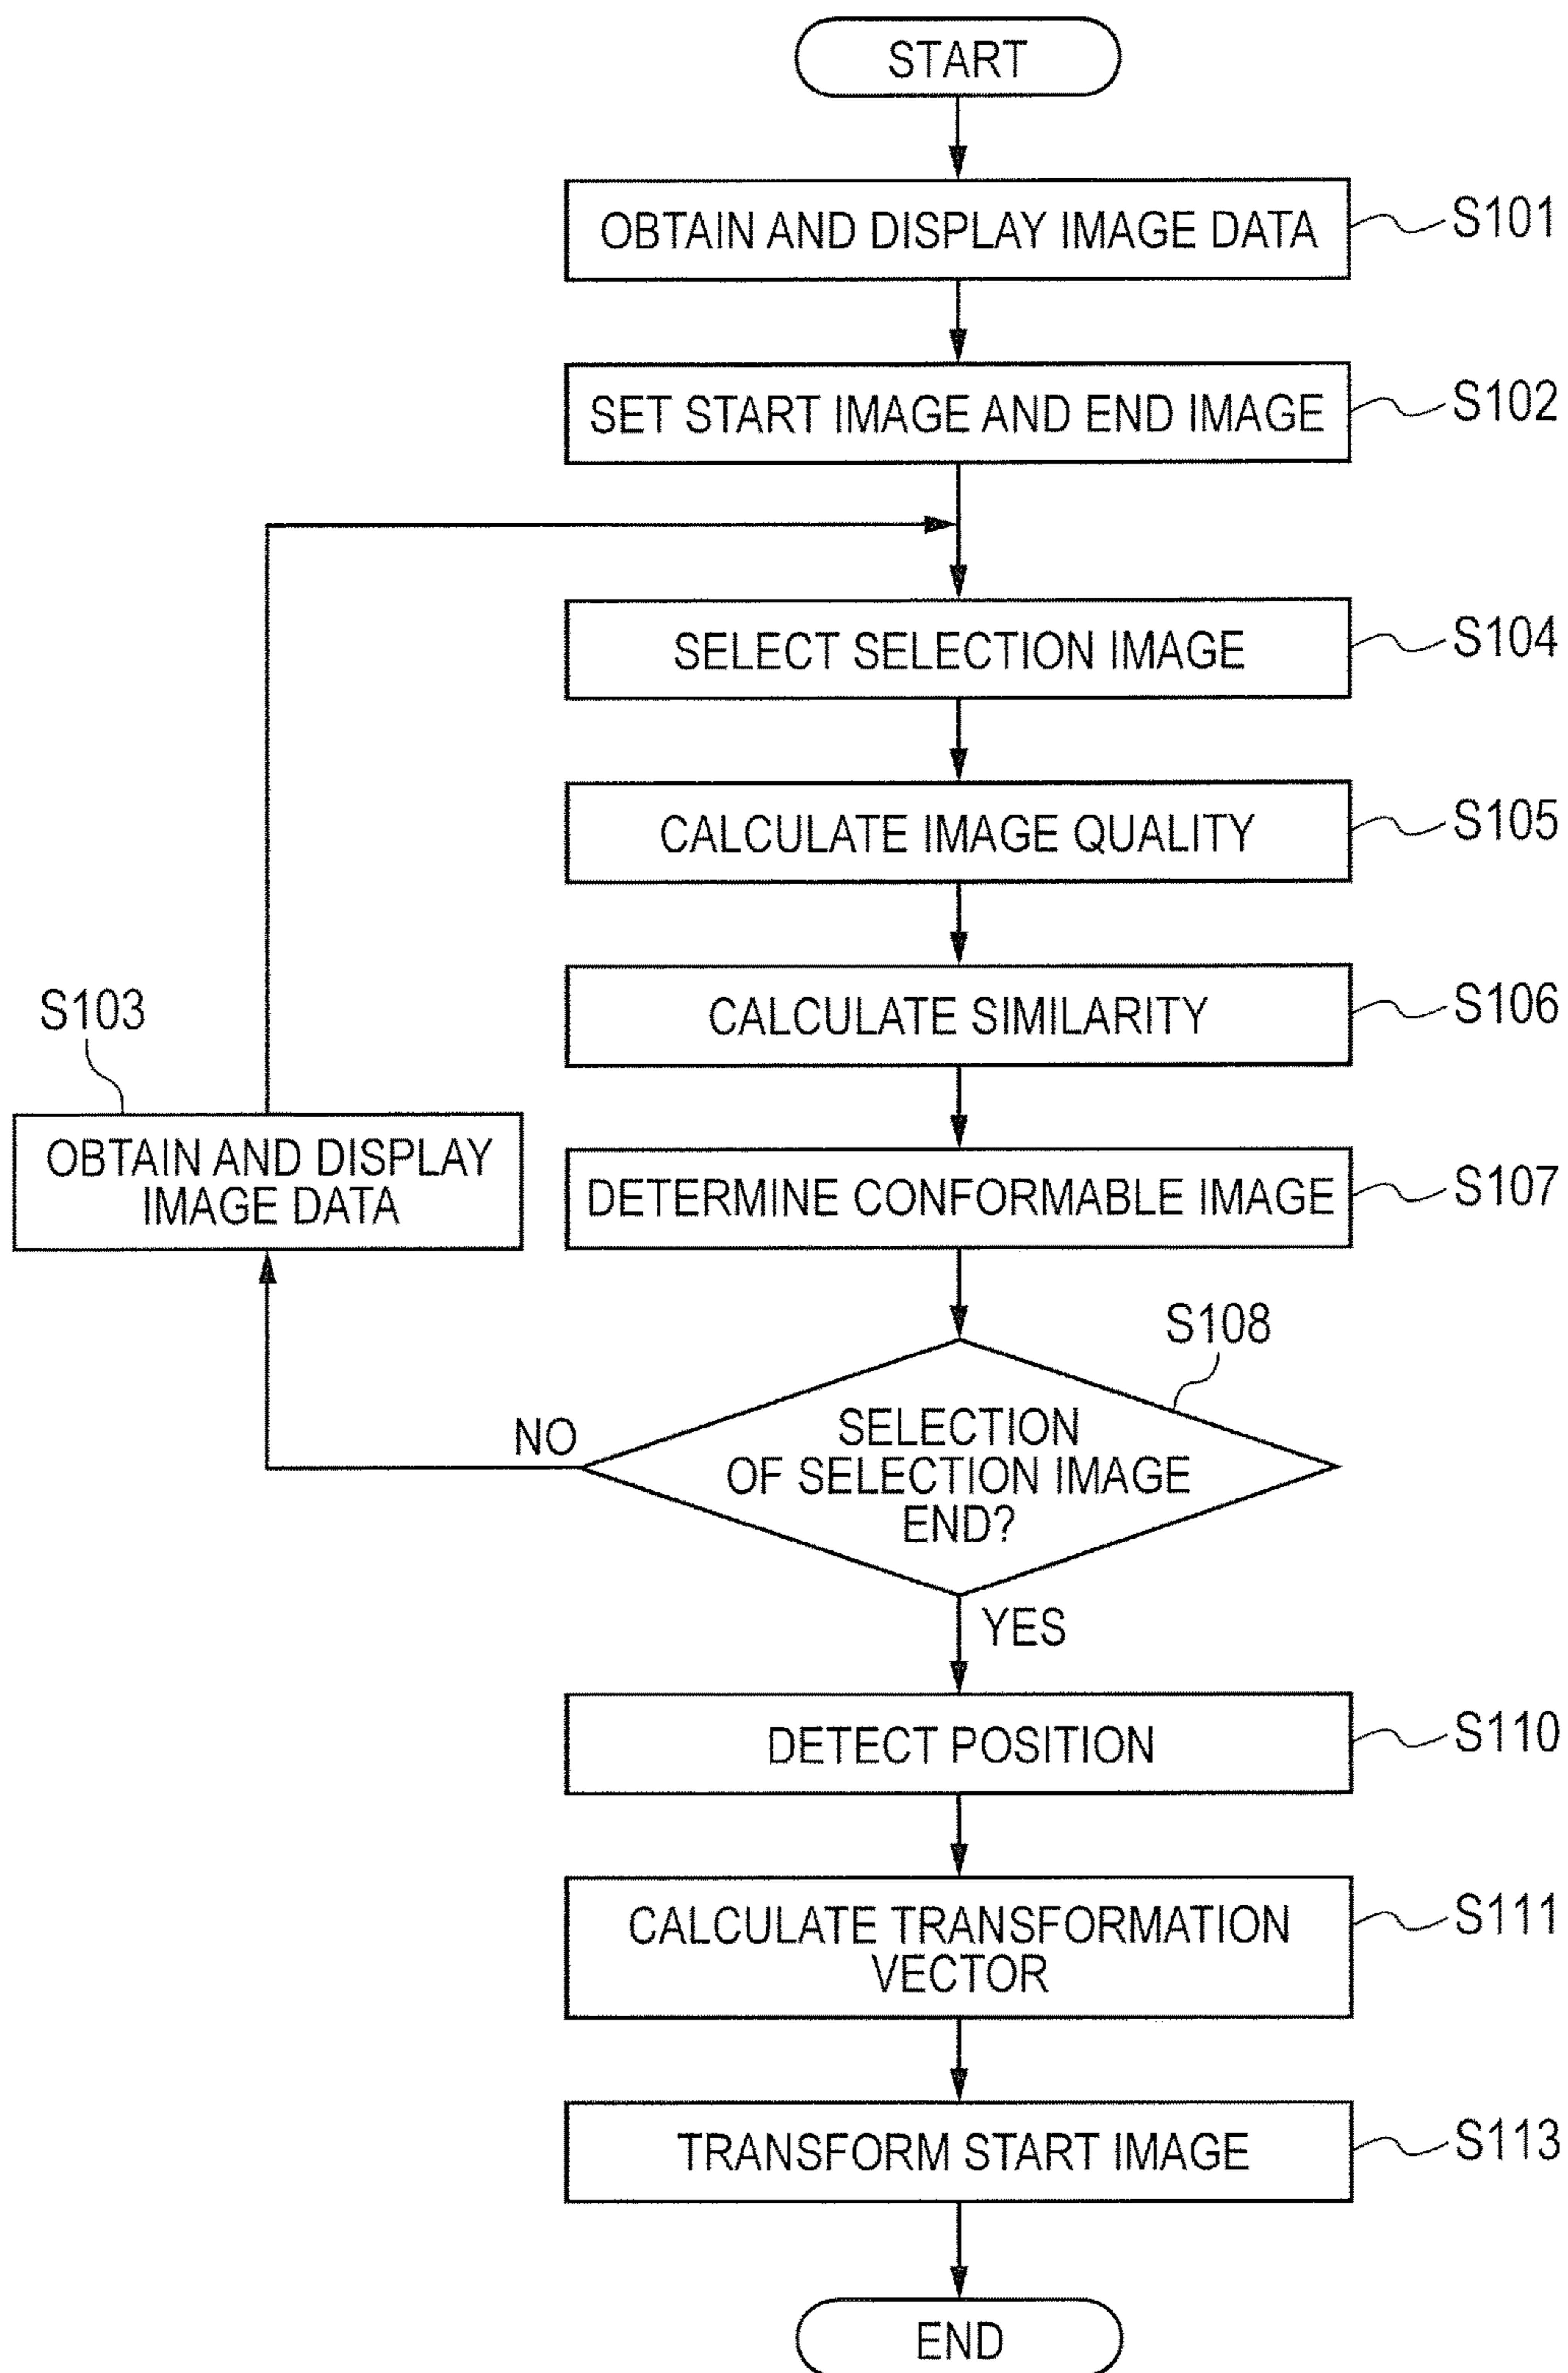 START
OBTAIN AND DISPLAY IMAGE DATA
S101
SET START IMAGE AND END IMAGE
S102
SELECT SELECTION IMAGE
S104
CALCULATE IMAGE QUALITY
S105
CALCULATE SIMILARITY
S106
S103
OBTAIN AND DISPLAY
IMAGE DATA
DETERMINE CONFORMABLE IMAGE
S107
S108
SELECTION
OF SELECTION IMAGE
END?
NO
YES
DETECT POSITION
S110
CALCULATE TRANSFORMATION
VECTOR
S111
TRANSFORM START IMAGE
S113
END